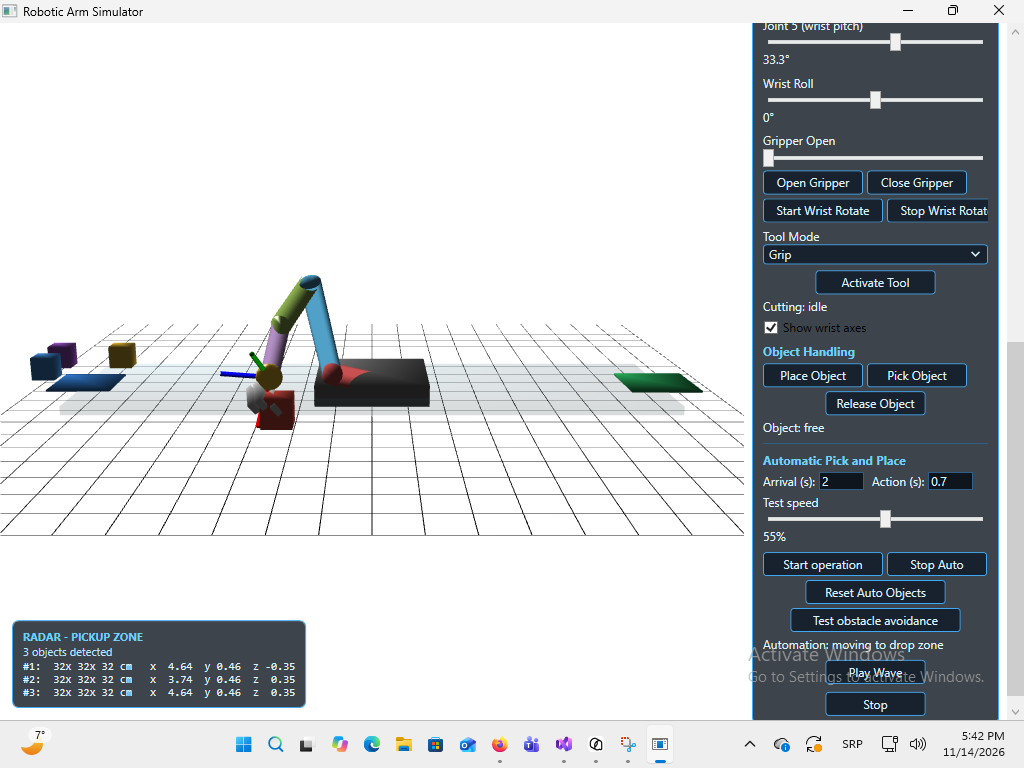 Robotic Arm Simulator
Joint 5 (wrist pitch)
33.3°
Wrist Roll
0°
Gripper Open
Open Gripper Close Gripper
Start Wrist Rotate Stop Wrist Rotat
Tool Mode
Grip
Activate Tool
Cutting: idle
Show wrist axes
Object Handling
Place Object Pick Object
Release Object
Object: free
Automatic Pick and Place
Arrival (s): 2 Action (s): 0.7
Test speed
55%
Start operation Stop Auto
Reset Auto Objects
Test obstacle avoidance
Automation: moving to drop zone
Play Wave
Stop
Activate Windows
Go to Settings to activate Windows.
RADAR - PICKUP ZONE
3 objects detected
#1: 32x 32x 32 cm x 4.64 y 0.46 z -0.35
#2: 32x 32x 32 cm x 3.74 y 0.46 z 0.35
#3: 32x 32x 32 cm x 4.64 y 0.46 z 0.35
7°
SRP
5:42 PM
11/14/2026